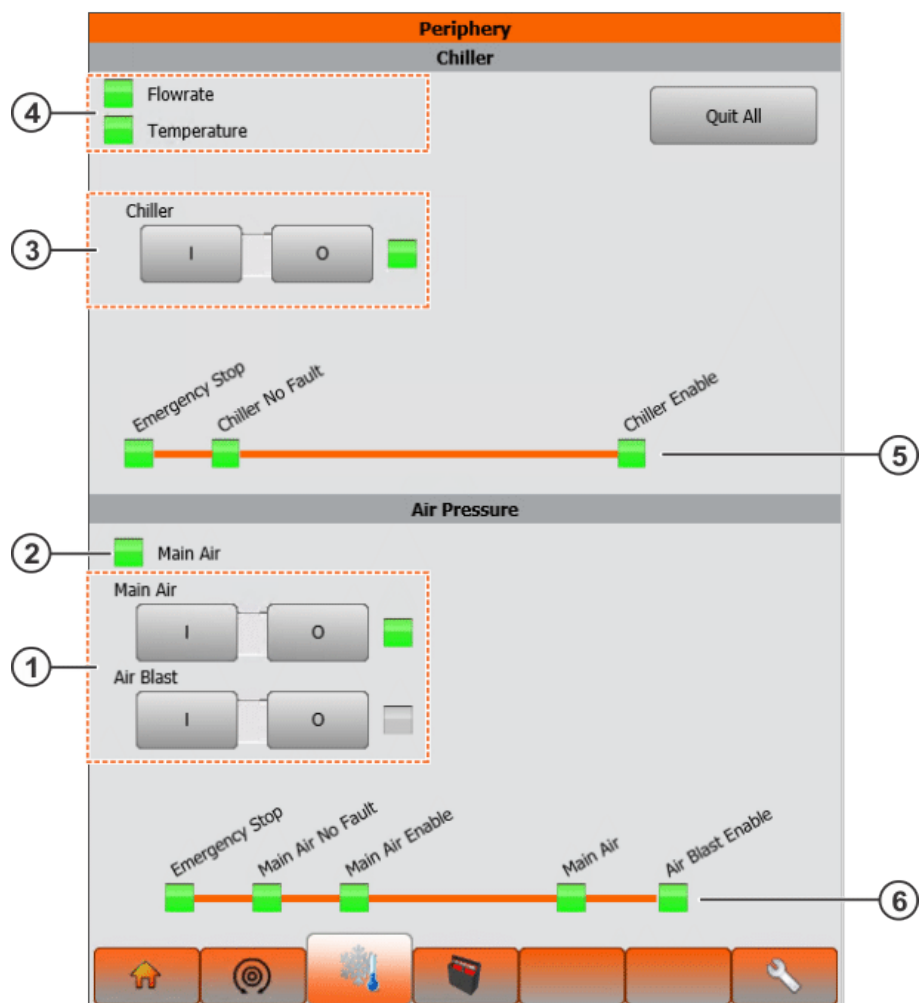 Periphery
Chiller
4
Flowrate
Temperature
Quit All
3
Chiller
I O
Emergency Stop
Chiller No Fault
Chiller Enable
5
Air Pressure
2
Main Air
1
Main Air
I O
Air Blast
I O
Emergency Stop
Main Air No Fault
Main Air Enable
Main Air
Air Blast Enable
6